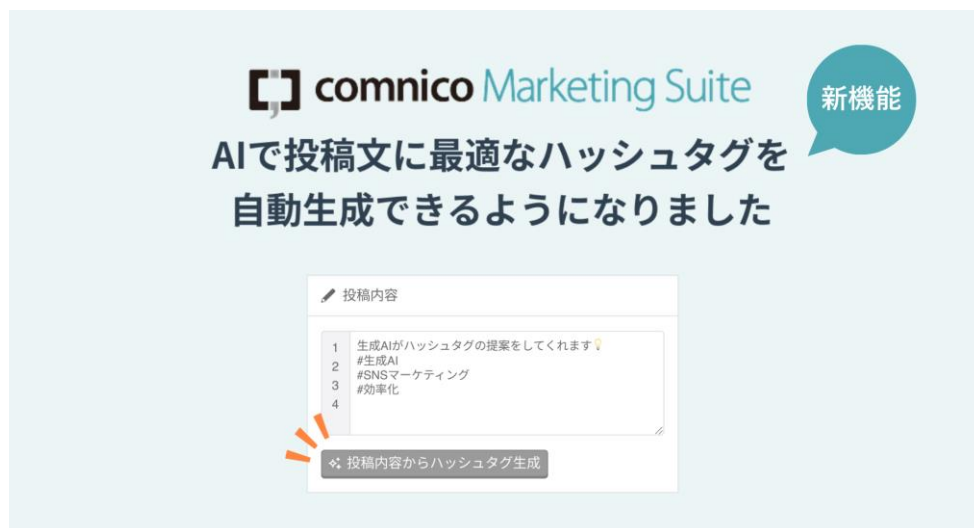 comnico Marketing Suite
新機能
AIで投稿文に最適なハッシュタグを
自動生成できるようになりました
投稿内容
1 生成AIがハッシュタグの提案をしてくれます💡
2 #生成AI
3 #SNSマーケティング
4 #効率化
投稿内容からハッシュタグ生成